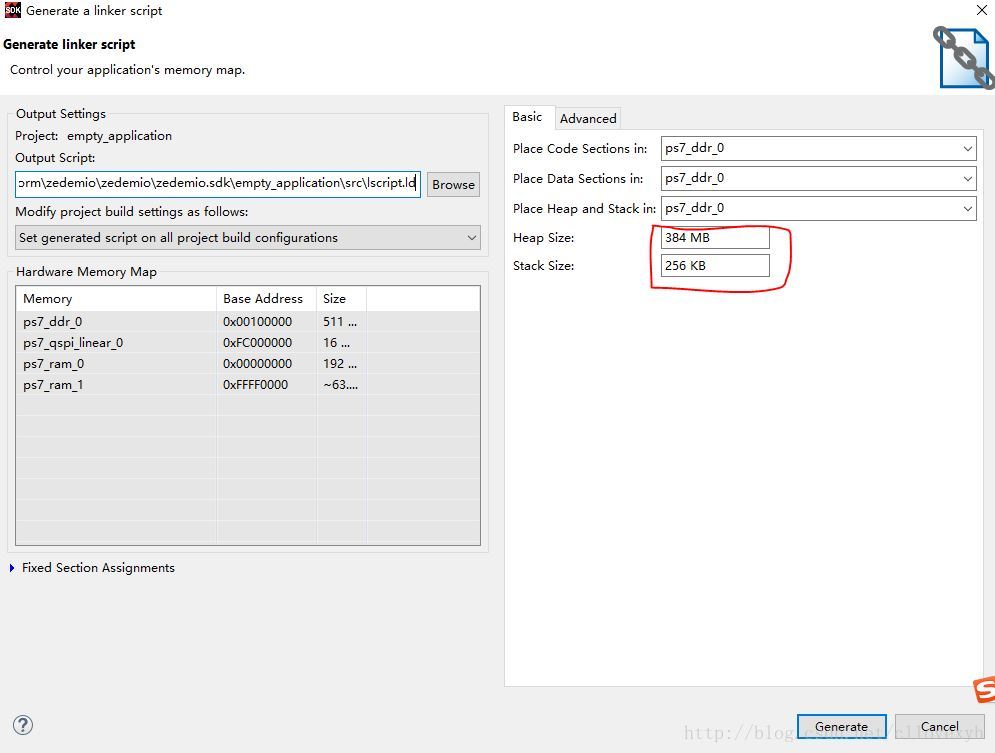 SDK Generate a linker script
Generate linker script
Control your application's memory map.
Output Settings
Project: empty_application
Output Script:
orm\zedemio\zedemio\zedemio.sdk\empty_application\src\lscript.ld
Browse
Modify project build settings as follows:
Set generated script on all project build configurations
Hardware Memory Map
Memory Base Address Size
ps7_ddr_0 0x00100000 511 ...
ps7_qspi_linear_0 0xFC000000 16 ...
ps7_ram_0 0x00000000 192 ...
ps7_ram_1 0xFFFF0000 ~63....
Fixed Section Assignments
Basic Advanced
Place Code Sections in: ps7_ddr_0
Place Data Sections in: ps7_ddr_0
Place Heap and Stack in: ps7_ddr_0
Heap Size: 384 MB
Stack Size: 256 KB
?
Generate Cancel